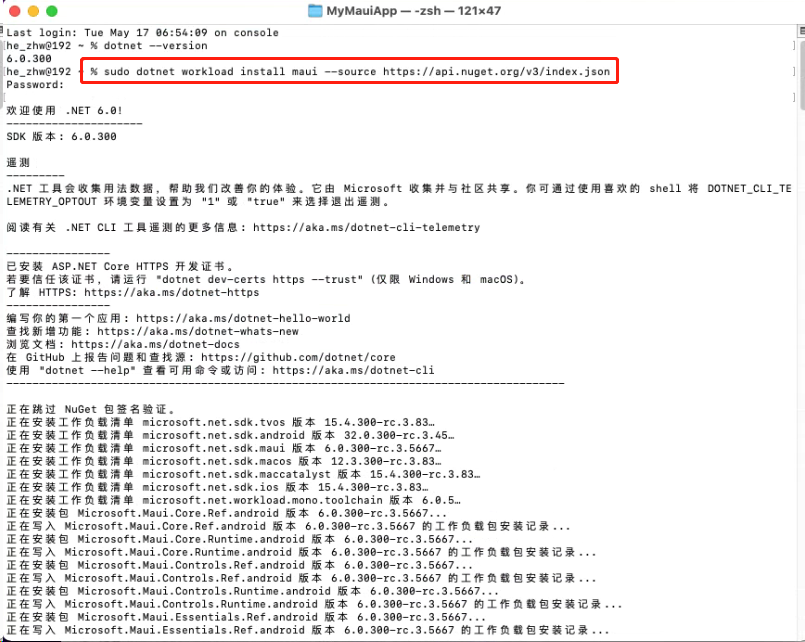 MyMauiApp — -zsh — 121×47
Last login: Tue May 17 06:54:09 on console
[he_zhw@192 ~ % dotnet --version
6.0.300
[he_zhw@192 ~ % sudo dotnet workload install maui --source https://api.nuget.org/v3/index.json
Password:
欢迎使用 .NET 6.0!
---------------------
SDK 版本: 6.0.300
遥测
---------
.NET 工具会收集用法数据，帮助我们改善你的体验。它由 Microsoft 收集并与社区共享。你可通过使用喜欢的 shell 将 DOTNET_CLI_TE
LEMETRY_OPTOUT 环境变量设置为 "1" 或 "true" 来选择退出遥测。
阅读有关 .NET CLI 工具遥测的更多信息: https://aka.ms/dotnet-cli-telemetry
----------------
已安装 ASP.NET Core HTTPS 开发证书。
若要信任该证书，请运行 "dotnet dev-certs https --trust" (仅限 Windows 和 macOS)。
了解 HTTPS: https://aka.ms/dotnet-https
----------------
编写你的第一个应用: https://aka.ms/dotnet-hello-world
查找新增功能: https://aka.ms/dotnet-whats-new
浏览文档: https://aka.ms/dotnet-docs
在 GitHub 上报告问题和查找源: https://github.com/dotnet/core
使用 "dotnet --help" 查看可用命令或访问: https://aka.ms/dotnet-cli
--------------------------------------------------------------------------------------
正在跳过 NuGet 包签名验证。
正在安装工作负载清单 microsoft.net.sdk.tvos 版本 15.4.300-rc.3.83…
正在安装工作负载清单 microsoft.net.sdk.android 版本 32.0.300-rc.3.45…
正在安装工作负载清单 microsoft.net.sdk.maui 版本 6.0.300-rc.3.5667…
正在安装工作负载清单 microsoft.net.sdk.macos 版本 12.3.300-rc.3.83…
正在安装工作负载清单 microsoft.net.sdk.maccatalyst 版本 15.4.300-rc.3.83…
正在安装工作负载清单 microsoft.net.sdk.ios 版本 15.4.300-rc.3.83…
正在安装工作负载清单 microsoft.net.workload.mono.toolchain 版本 6.0.5…
正在安装包 Microsoft.Maui.Core.Ref.android 版本 6.0.300-rc.3.5667...
正在写入 Microsoft.Maui.Core.Ref.android 版本 6.0.300-rc.3.5667 的工作负载包安装记录...
正在安装包 Microsoft.Maui.Core.Runtime.android 版本 6.0.300-rc.3.5667...
正在写入 Microsoft.Maui.Core.Runtime.android 版本 6.0.300-rc.3.5667 的工作负载包安装记录...
正在安装包 Microsoft.Maui.Controls.Ref.android 版本 6.0.300-rc.3.5667...
正在写入 Microsoft.Maui.Controls.Ref.android 版本 6.0.300-rc.3.5667 的工作负载包安装记录...
正在安装包 Microsoft.Maui.Controls.Runtime.android 版本 6.0.300-rc.3.5667...
正在写入 Microsoft.Maui.Controls.Runtime.android 版本 6.0.300-rc.3.5667 的工作负载包安装记录...
正在安装包 Microsoft.Maui.Essentials.Ref.android 版本 6.0.300-rc.3.5667...
正在写入 Microsoft.Maui.Essentials.Ref.android 版本 6.0.300-rc.3.5667 的工作负载包安装记录...